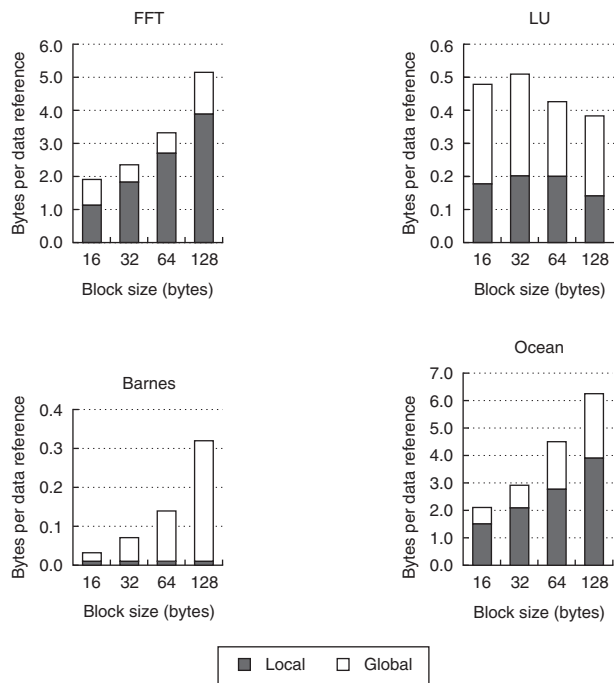 FFT
6.0
5.0
4.0
3.0
2.0
1.0
0.0
Bytes per data reference
16 32 64 128
Block size (bytes)
LU
0.6
0.5
0.4
0.3
0.2
0.1
0.0
Bytes per data reference
16 32 64 128
Block size (bytes)
Barnes
0.4
0.3
0.2
0.1
0.0
Bytes per data reference
16 32 64 128
Block size (bytes)
Ocean
7.0
6.0
5.0
4.0
3.0
2.0
1.0
0.0
Bytes per data reference
16 32 64 128
Block size (bytes)
Local Global